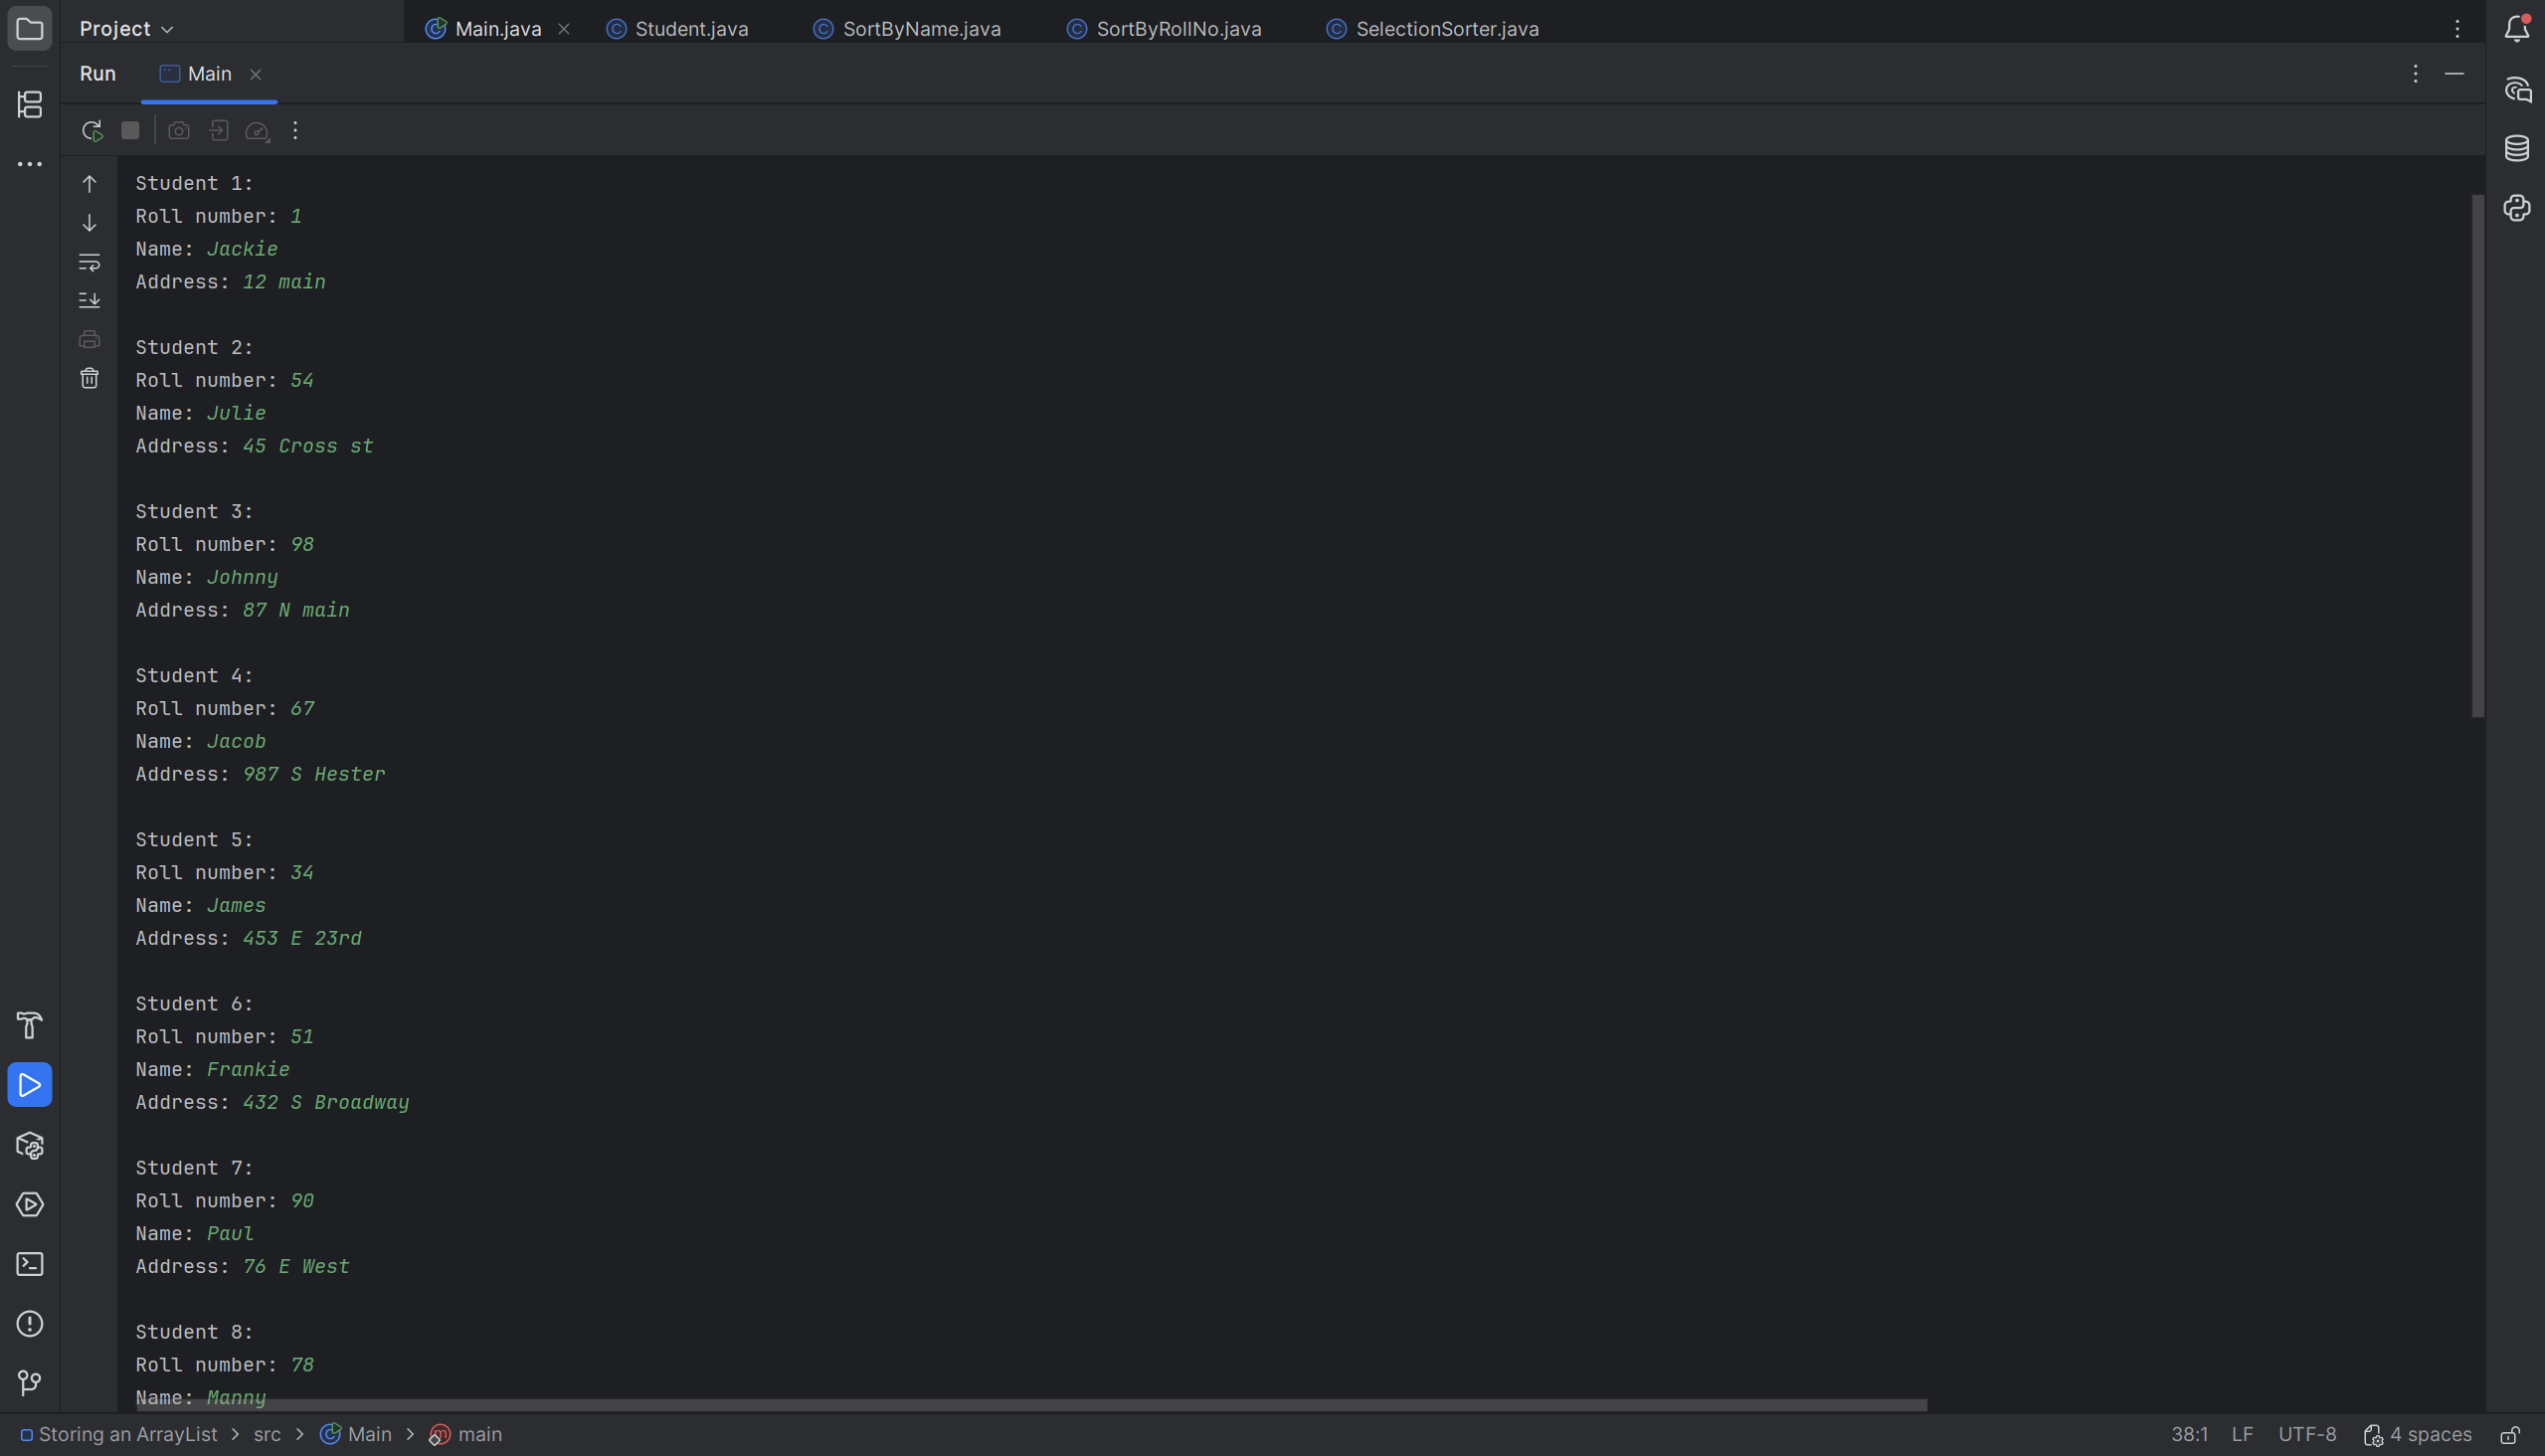 Project
Main.java
Student.java
SortByName.java
SortByRollNo.java
SelectionSorter.java
Run
Main
Student 1:
Roll number: 1
Name: Jackie
Address: 12 main
Student 2:
Roll number: 54
Name: Julie
Address: 45 Cross st
Student 3:
Roll number: 98
Name: Johnny
Address: 87 N main
Student 4:
Roll number: 67
Name: Jacob
Address: 987 S Hester
Student 5:
Roll number: 34
Name: James
Address: 453 E 23rd
Student 6:
Roll number: 51
Name: Frankie
Address: 432 S Broadway
Student 7:
Roll number: 90
Name: Paul
Address: 76 E West
Student 8:
Roll number: 78
Name: Manny
Storing an ArrayList > src > Main > main
38:1 LF UTF-8 4 spaces